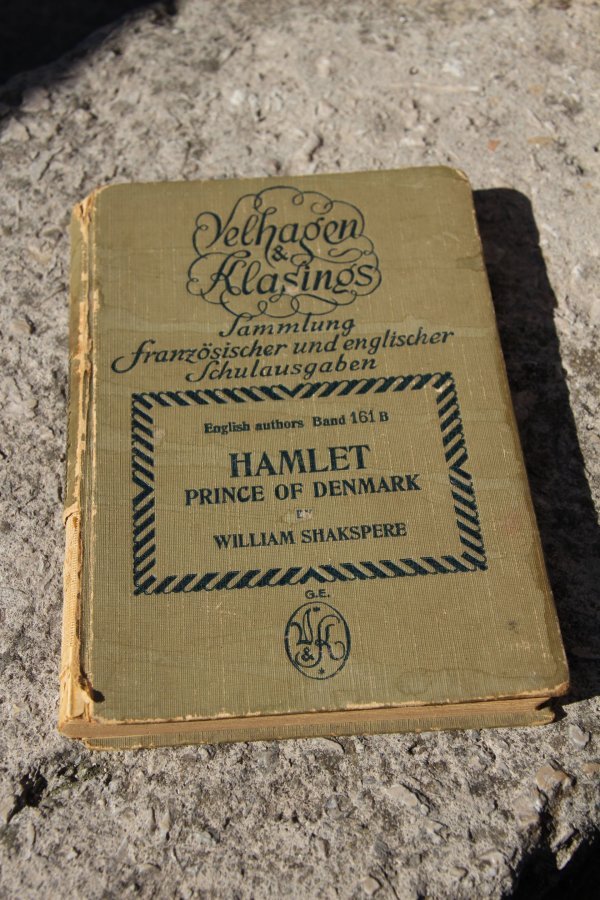 Velhagen
&
Klasings
Sammlung
französischer und englischer
Schulausgaben
English authors Band 161 B
HAMLET
PRINCE OF DENMARK
BY
WILLIAM SHAKSPERE
G.E.
V&K